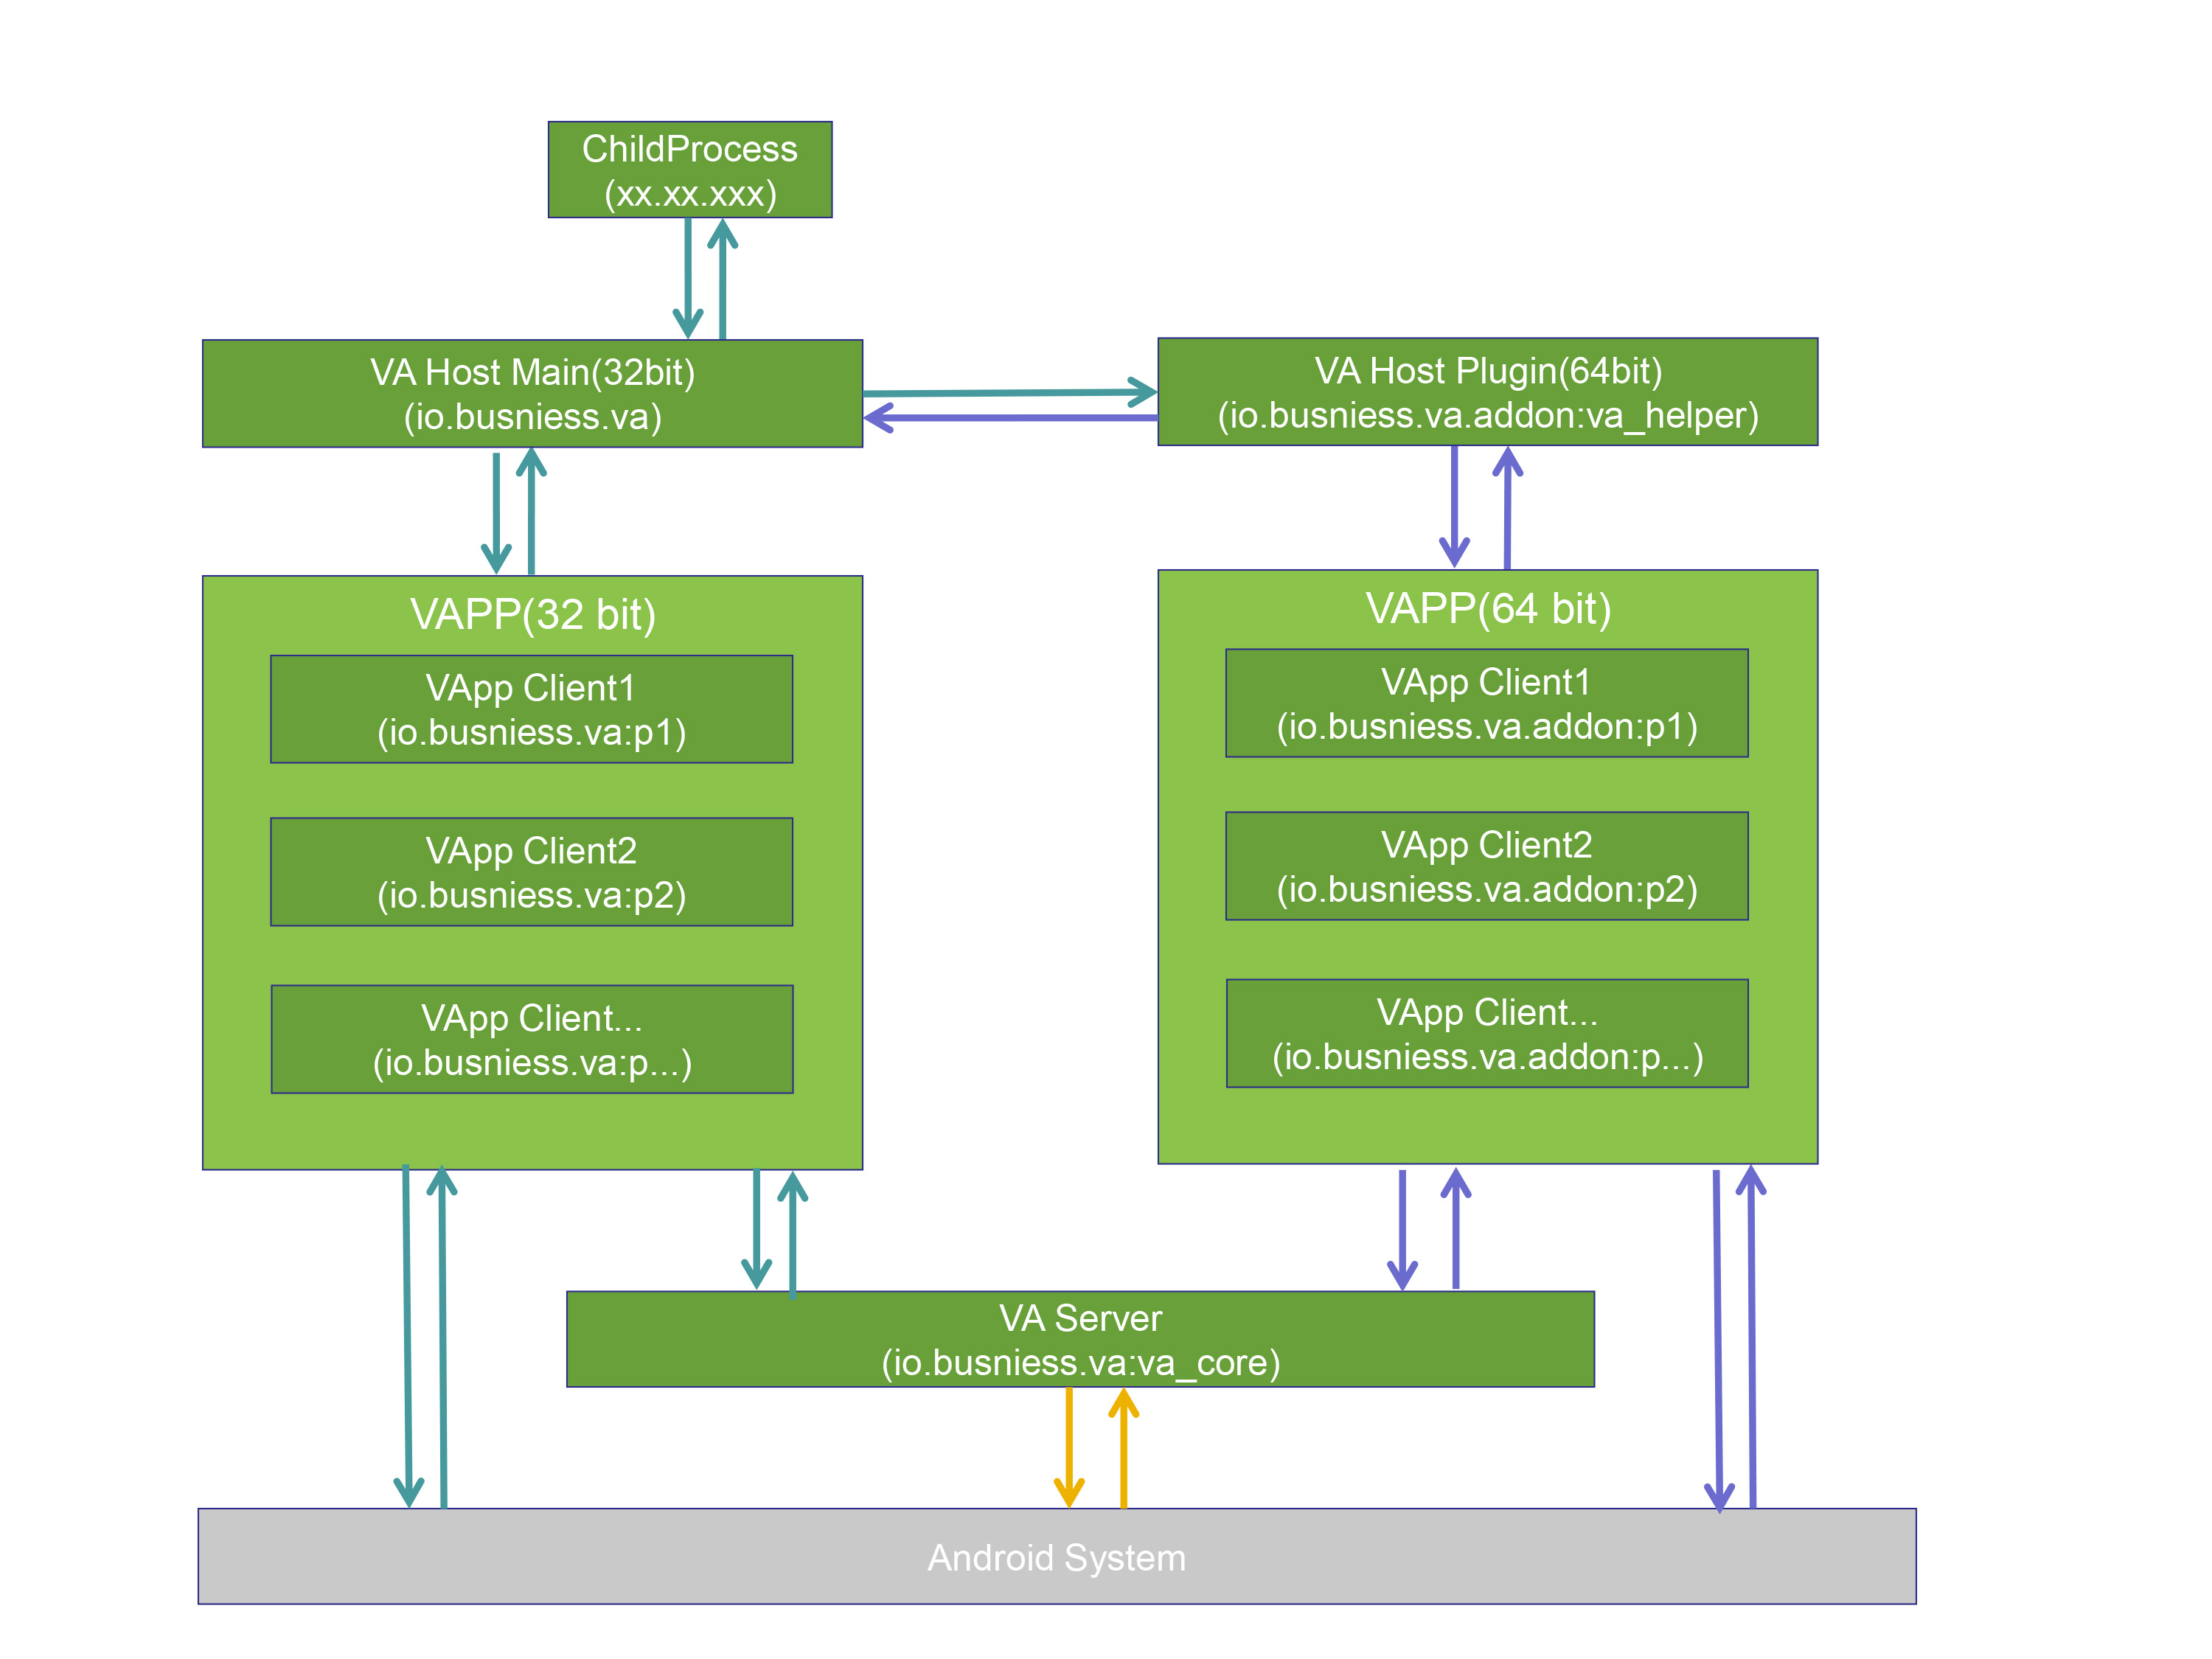 ChildProcess
(xx.xx.xxx)
VA Host Main(32bit)
(io.busniess.va)
VA Host Plugin(64bit)
(io.busniess.va.addon:va_helper)
VAPP(32 bit)
VApp Client1
(io.busniess.va:p1)
VApp Client2
(io.busniess.va:p2)
VApp Client...
(io.busniess.va:p...)
VAPP(64 bit)
VApp Client1
(io.busniess.va.addon:p1)
VApp Client2
(io.busniess.va.addon:p2)
VApp Client...
(io.busniess.va.addon:p...)
VA Server
(io.busniess.va:va_core)
Android System